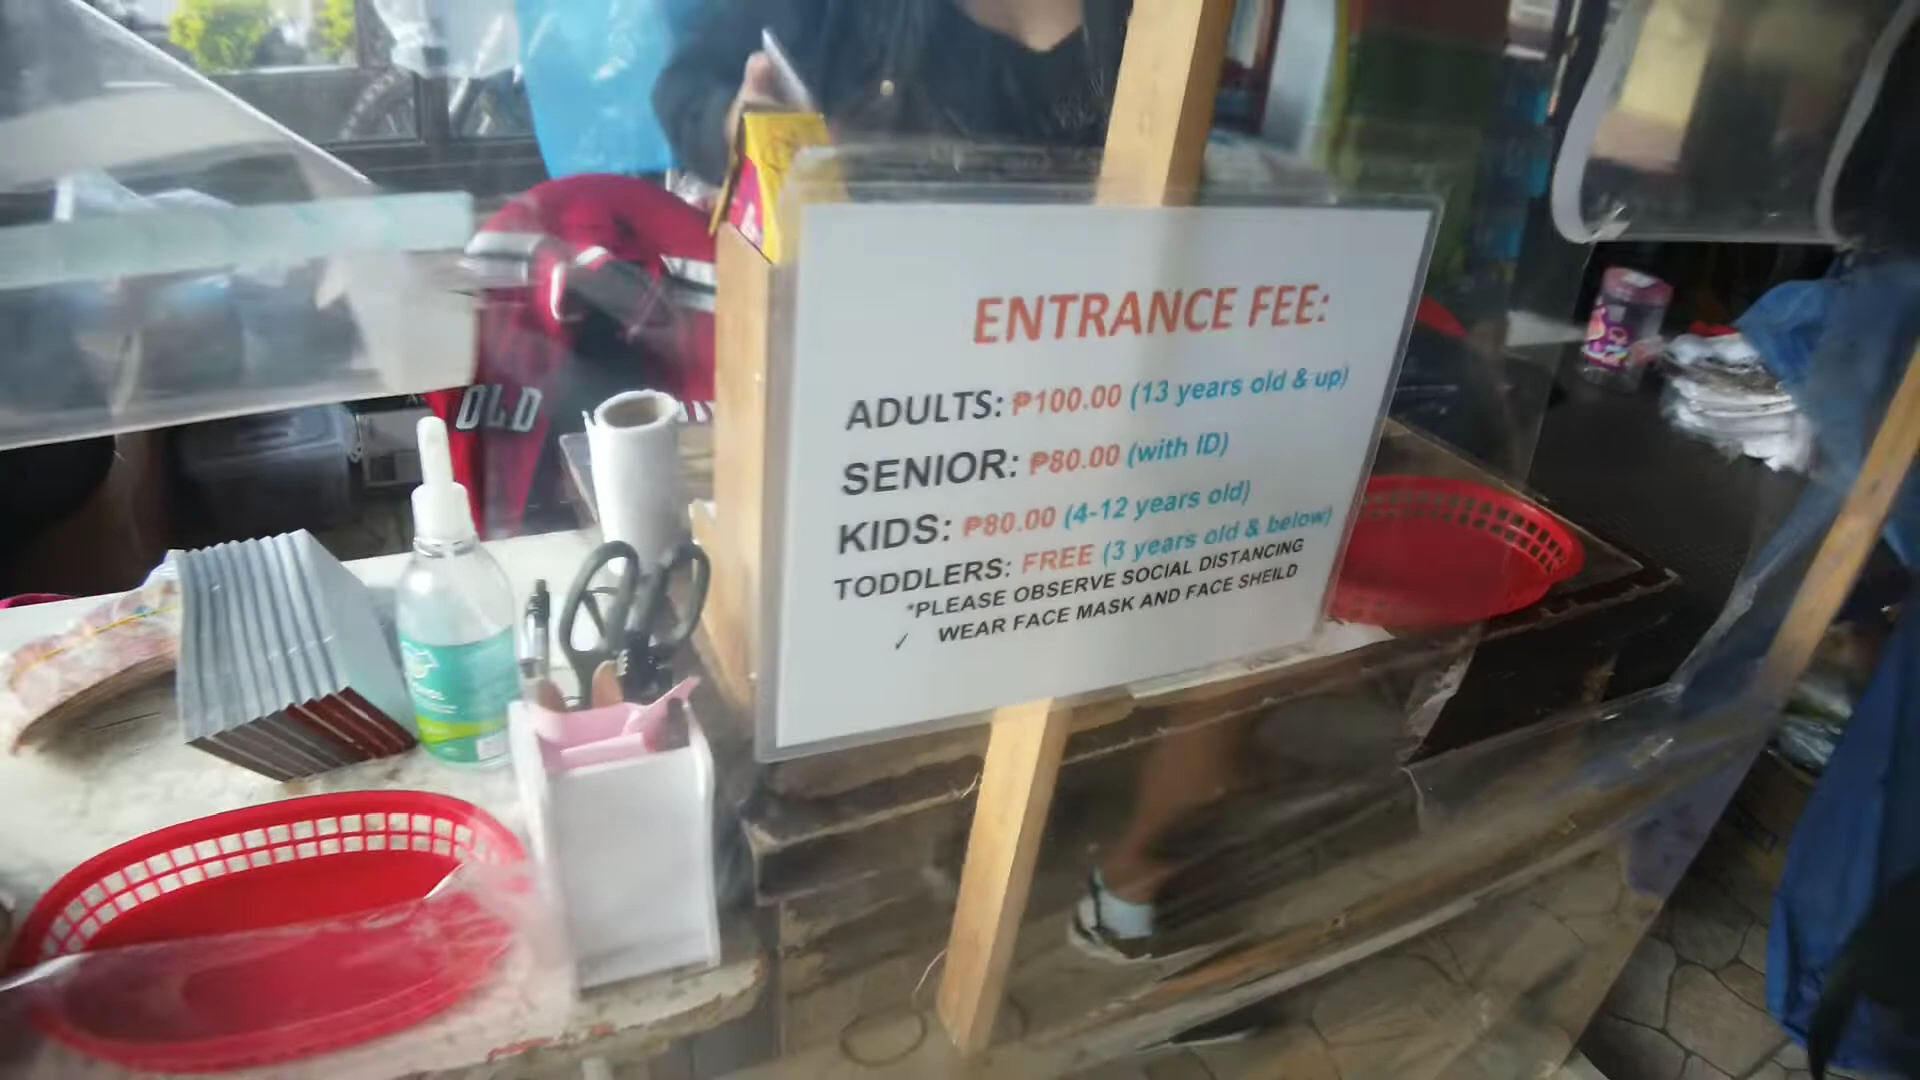 ENTRANCE FEE:
ADULTS: ₱100.00 (13 years old & up)
SENIOR: ₱80.00 (with ID)
KIDS: ₱80.00 (4-12 years old)
TODDLERS: FREE (3 years old & below)
*PLEASE OBSERVE SOCIAL DISTANCING
✓ WEAR FACE MASK AND FACE SHEILD
OLD